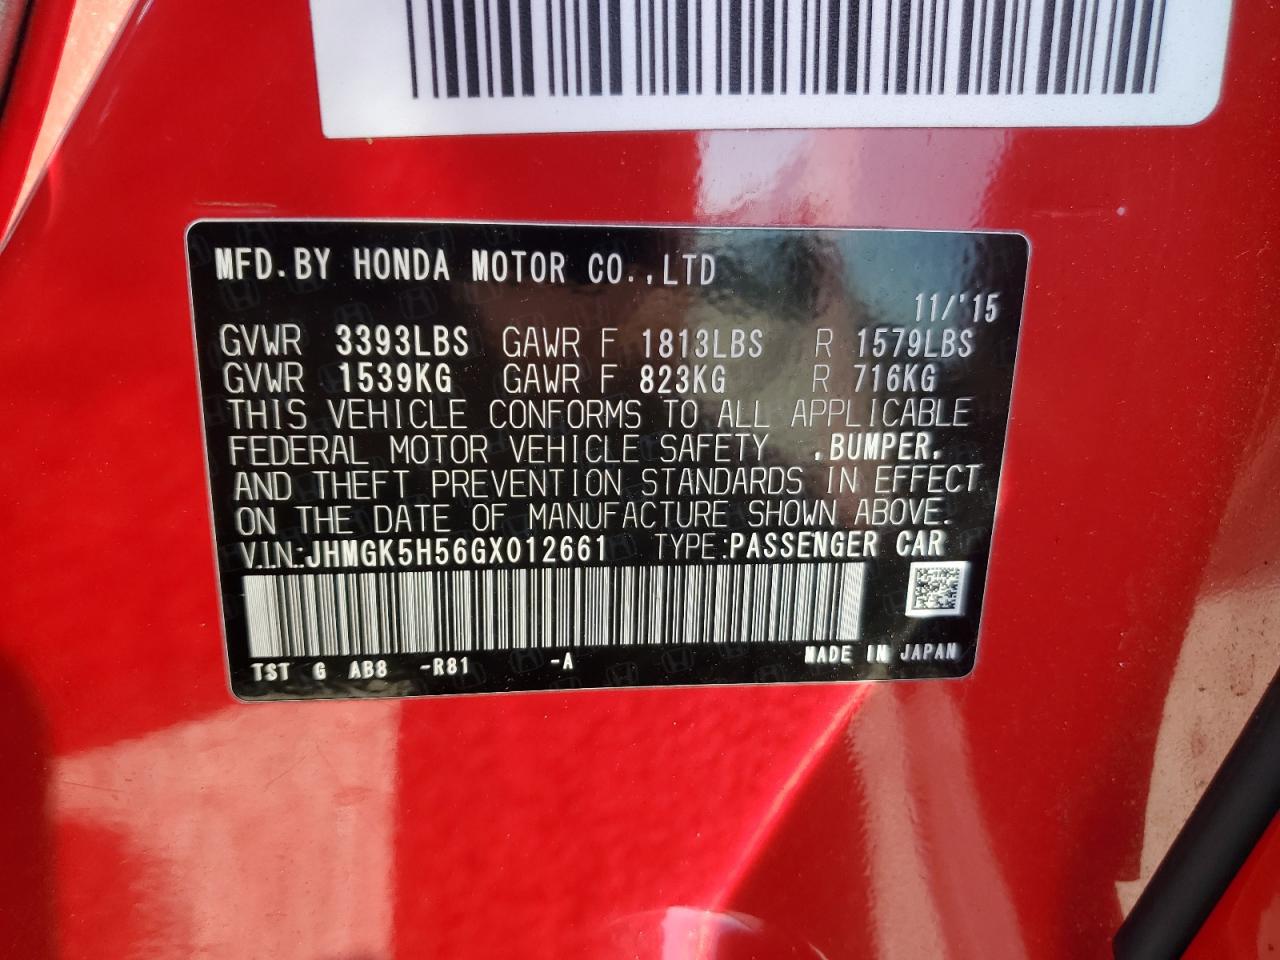 MFD.BY HONDA MOTOR CO.,LTD
11/'15
GVWR 3393LBS GAWR F 1813LBS R 1579LBS
GVWR 1539KG GAWR F 823KG R 716KG
THIS VEHICLE CONFORMS TO ALL APPLICABLE
FEDERAL MOTOR VEHICLE SAFETY ,BUMPER,
AND THEFT PREVENTION STANDARDS IN EFFECT
ON THE DATE OF MANUFACTURE SHOWN ABOVE.
V.I.N.:JHMGK5H56GX012661 TYPE:PASSENGER CAR
TST G AB8 -R81 -A MADE IN JAPAN